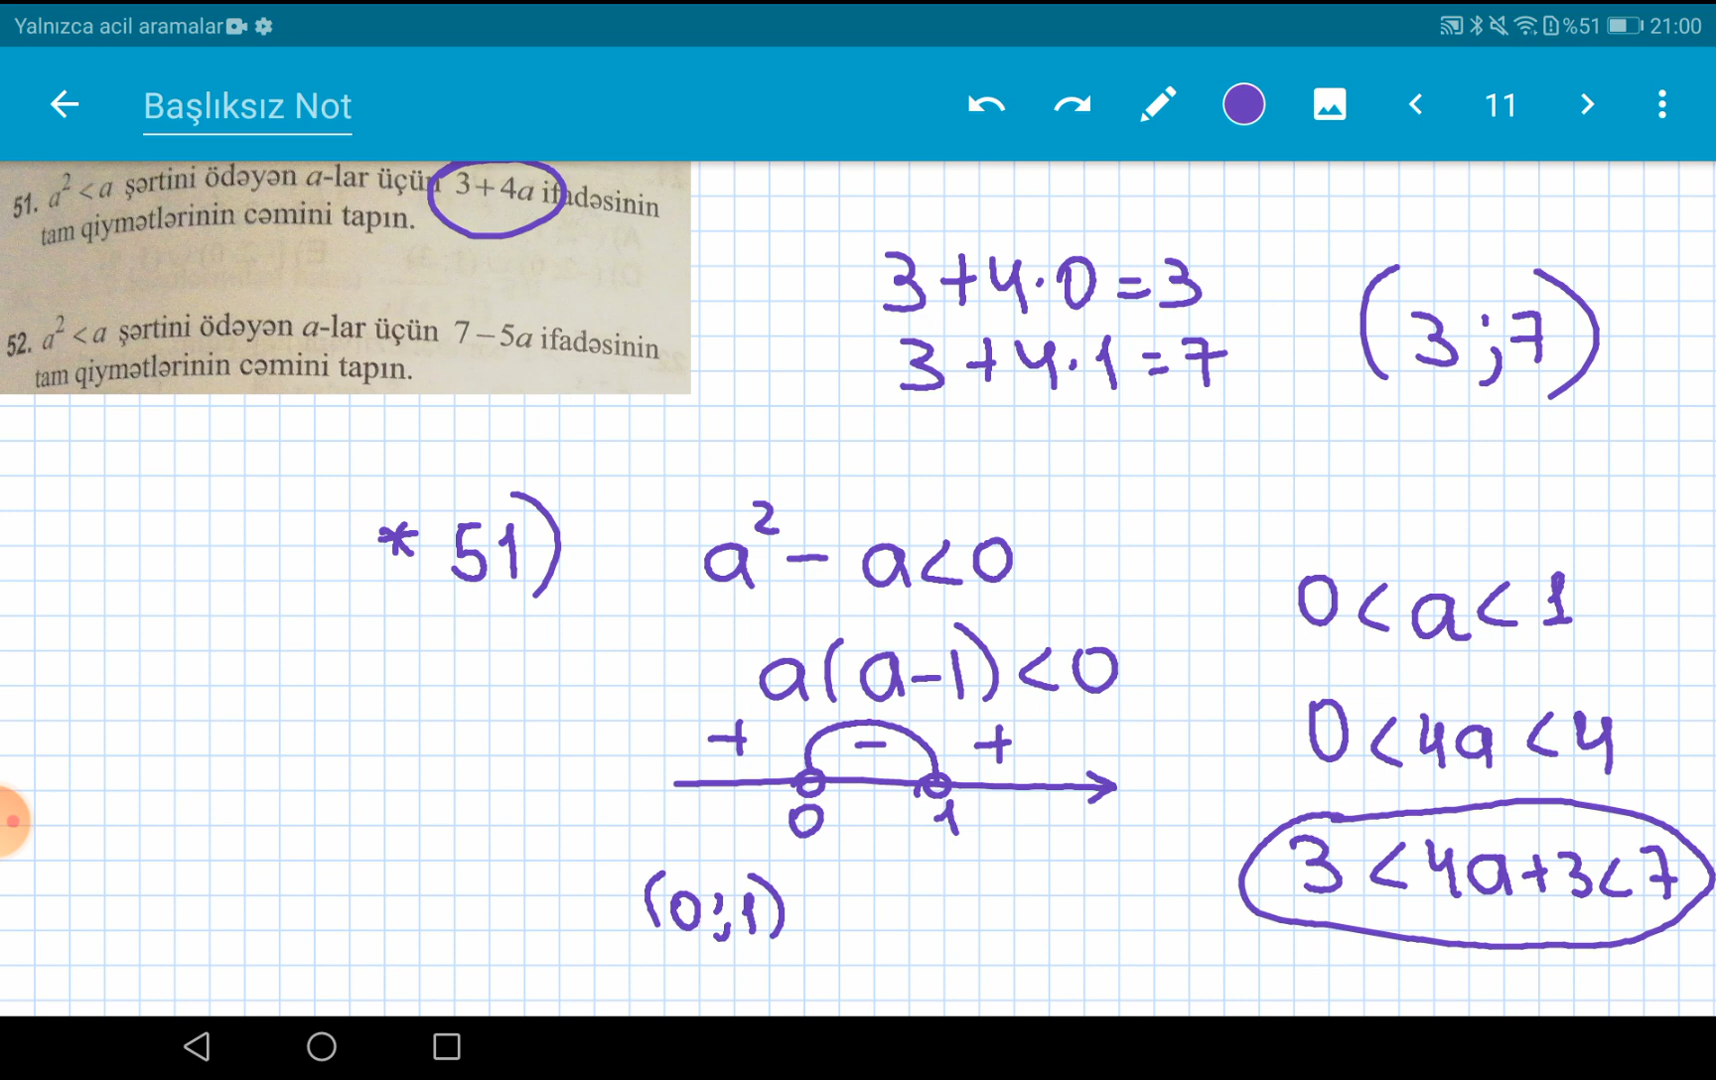 Yalnızca acil aramalar %51 21:00
Başlıksız Not 11
51. a² < a şərtini ödəyən a-lar üçün 3+4a ifadəsinin
tam qiymətlərinin cəmini tapın.
52. a² < a şərtini ödəyən a-lar üçün 7−5a ifadəsinin
tam qiymətlərinin cəmini tapın.
3+4·0=3
3+4·1=7
(3;7)
* 51)
a² - a<0
a(a-1)<0
+ - +
0 1
(0;1)
0<a<1
0<4a<4
3<4a+3<7